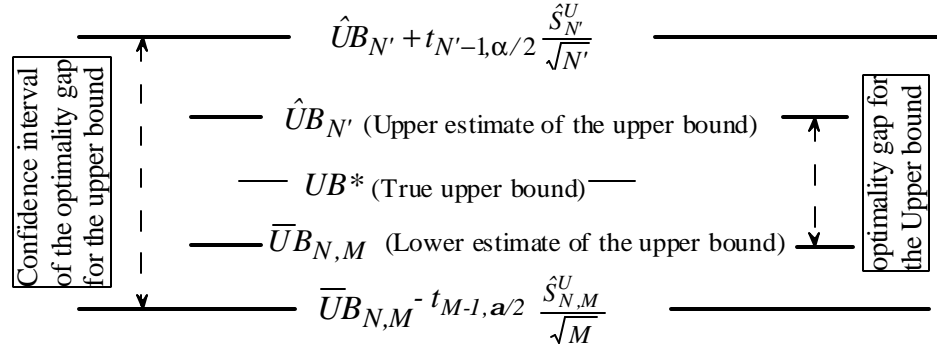 ÛB_{N'} + t_{N'−1,α/2} Ŝ^U_{N'}/√N'
Confidence interval
of the optimality gap
for the upper bound
ÛB_{N'} (Upper estimate of the upper bound)
UB* (True upper bound)
U̅B_{N,M} (Lower estimate of the upper bound)
U̅B_{N,M} - t_{M-1,a/2} Ŝ^U_{N,M}/√M
optimality gap for
the Upper bound